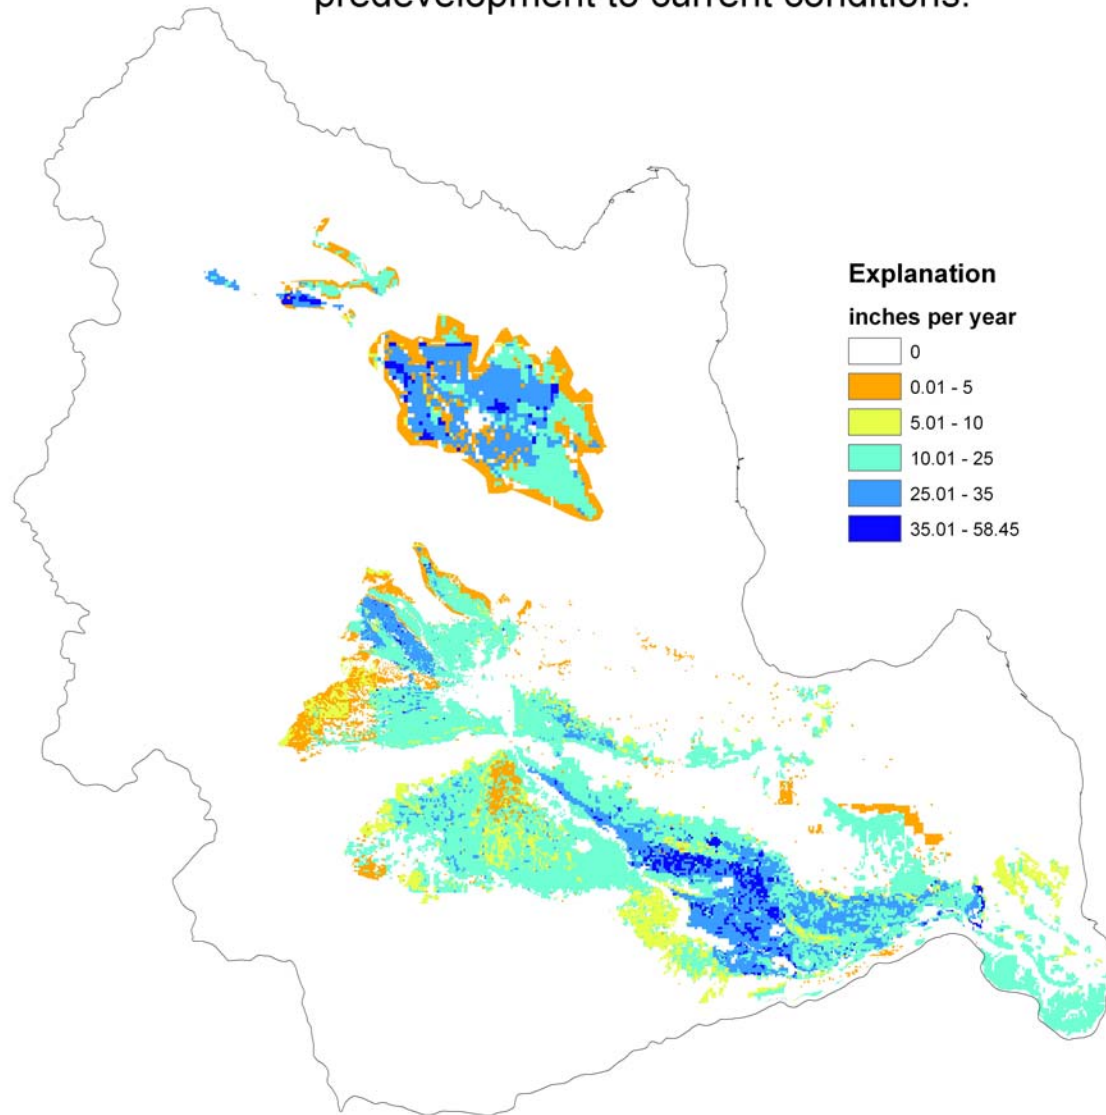 predevelopment to current conditions.
Explanation
inches per year
0
0.01 - 5
5.01 - 10
10.01 - 25
25.01 - 35
35.01 - 58.45